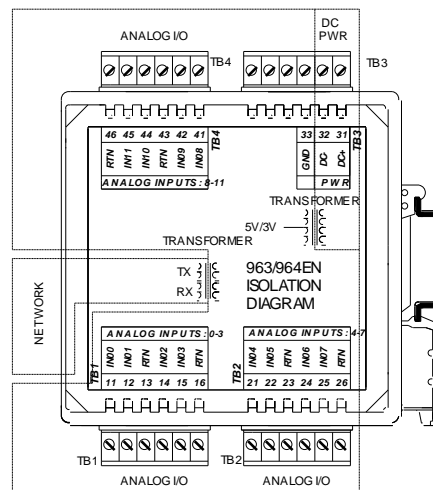 ANALOG I/O
DC
PWR
TB4
TB3
46 45 44 43 42 41
RTN IN11 IN10 RTN IN09 IN08
TB4
ANALOG INPUTS: 8-11
33 32 31
GND DC- DC+
TB3
PWR
TRANSFORMER
5V/3V
TRANSFORMER
TX
RX
963/964EN
ISOLATION
DIAGRAM
NETWORK
ANALOG INPUTS: 0-3
IN00 IN01 RTN IN02 IN03 RTN
11 12 13 14 15 16
TB1
ANALOG INPUTS: 4-7
IN04 IN05 RTN IN06 IN07 RTN
21 22 23 24 25 26
TB2
TB1
TB2
ANALOG I/O
ANALOG I/O